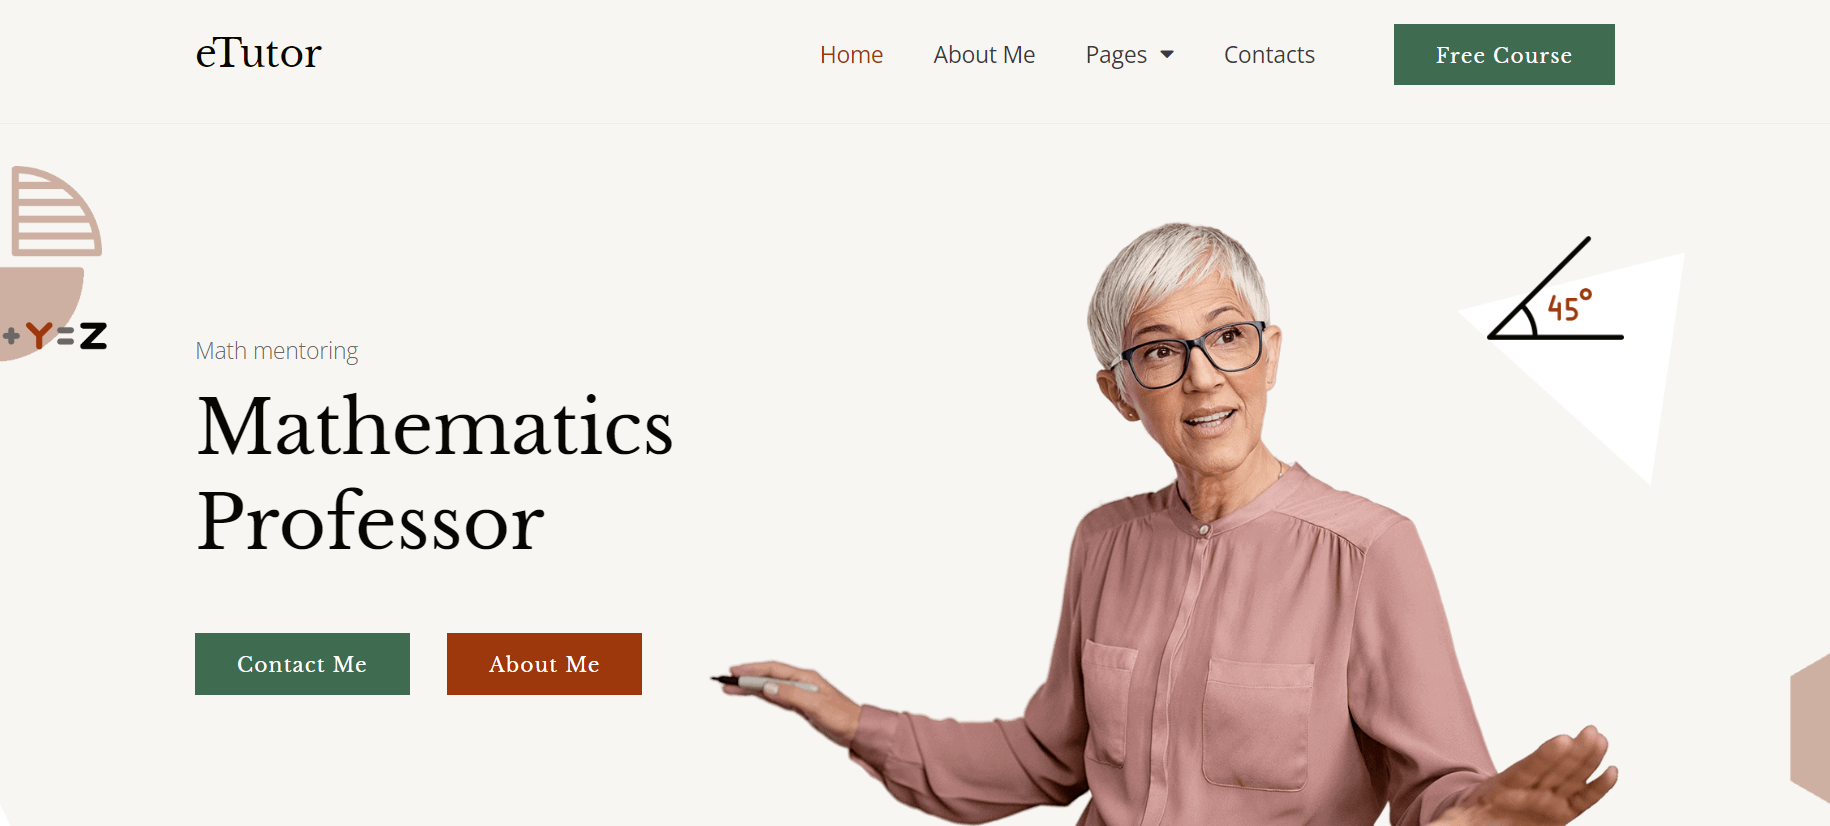 eTutor
Home
About Me
Pages
Contacts
Free Course
+Y=Z
45°
Math mentoring
Mathematics
Professor
Contact Me
About Me